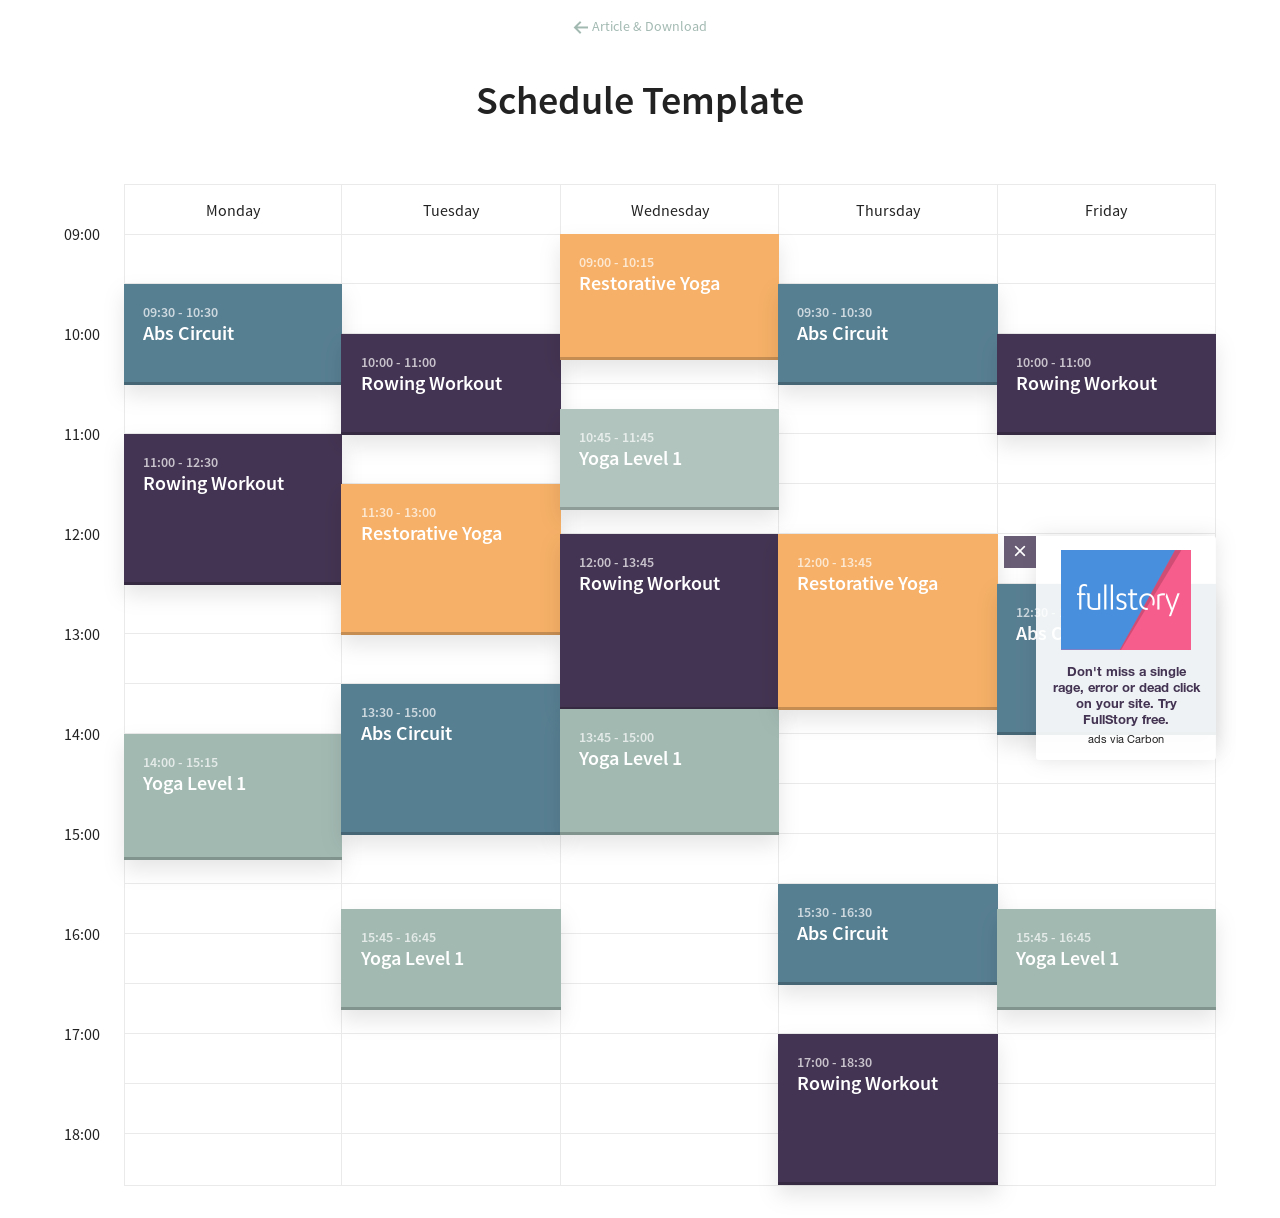 Article & Download
Schedule Template
Monday
Tuesday
Wednesday
Thursday
Friday
09:00
10:00
11:00
12:00
13:00
14:00
15:00
16:00
17:00
18:00
09:30 - 10:30
Abs Circuit
11:00 - 12:30
Rowing Workout
14:00 - 15:15
Yoga Level 1
10:00 - 11:00
Rowing Workout
11:30 - 13:00
Restorative Yoga
13:30 - 15:00
Abs Circuit
15:45 - 16:45
Yoga Level 1
09:00 - 10:15
Restorative Yoga
10:45 - 11:45
Yoga Level 1
12:00 - 13:45
Rowing Workout
13:45 - 15:00
Yoga Level 1
09:30 - 10:30
Abs Circuit
12:00 - 13:45
Restorative Yoga
15:30 - 16:30
Abs Circuit
17:00 - 18:30
Rowing Workout
10:00 - 11:00
Rowing Workout
12:30 -
Abs C
15:45 - 16:45
Yoga Level 1
fullstory
Don't miss a single
rage, error or dead click
on your site. Try
FullStory free.
ads via Carbon